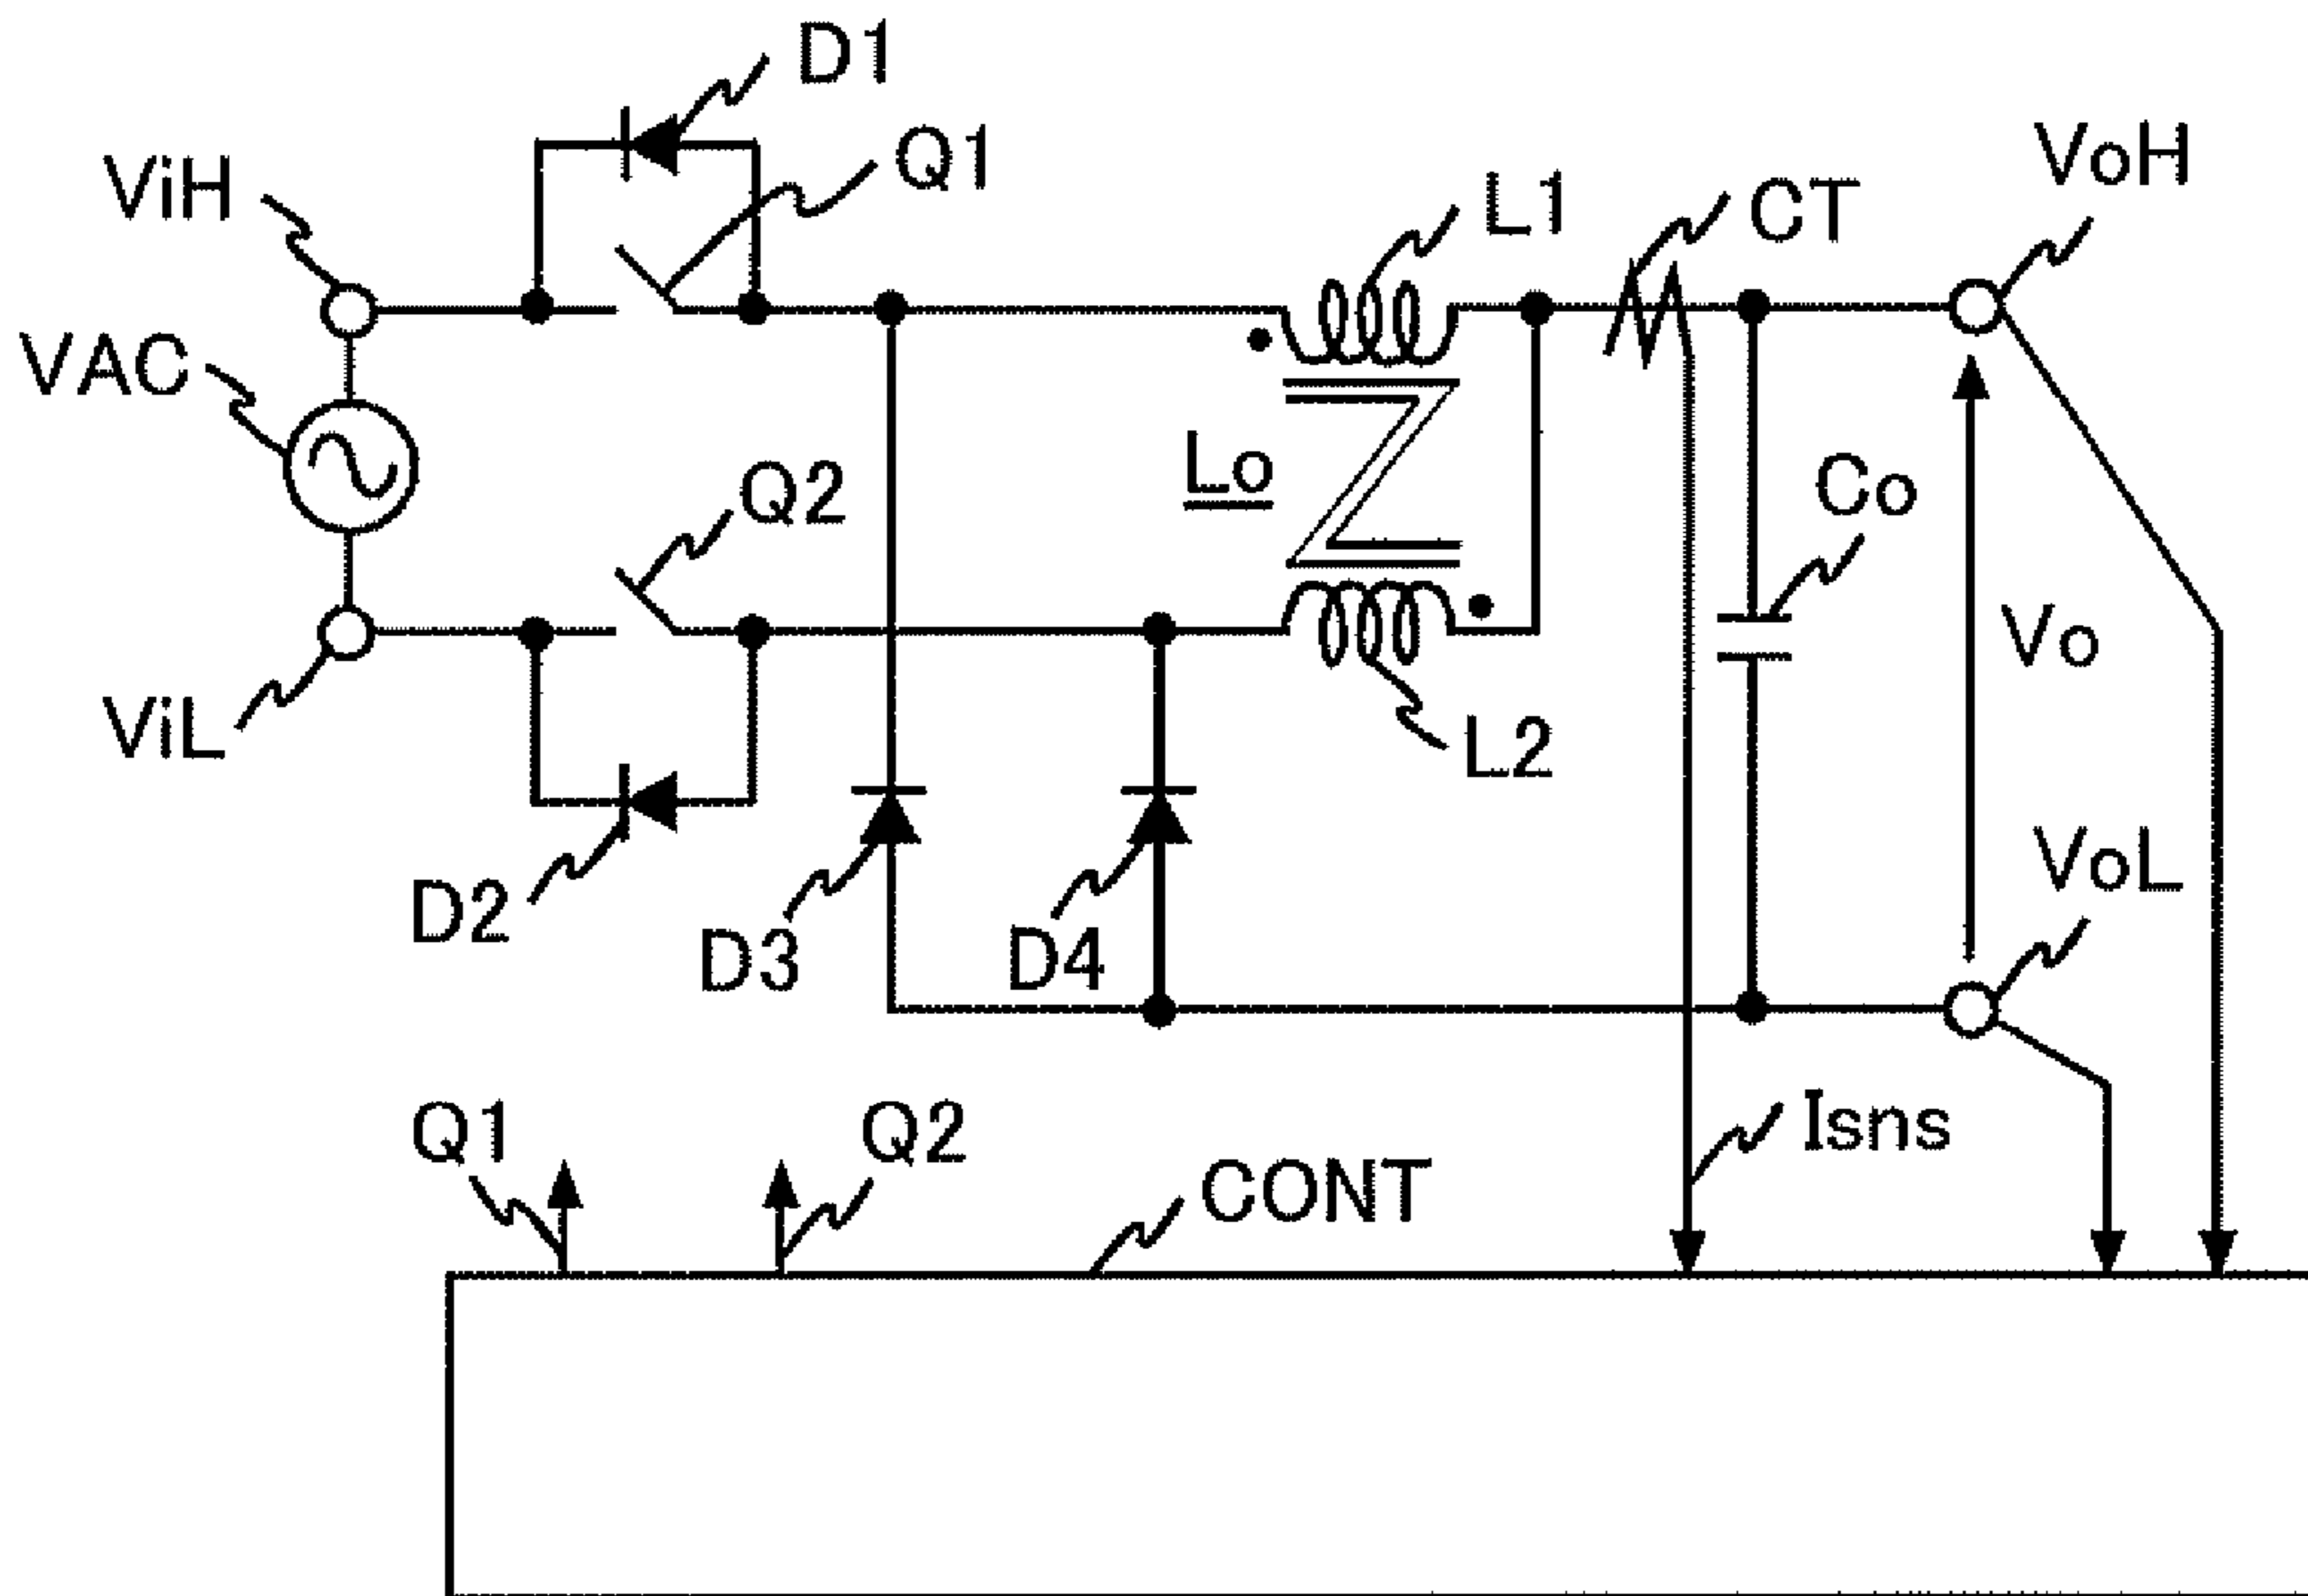 D1
Q1
ViH
L1
CT
VoH
VAC
Q2
Lo
Co
Vo
ViL
L2
D2
D3
D4
VoL
Q1
Q2
CONT
Isns